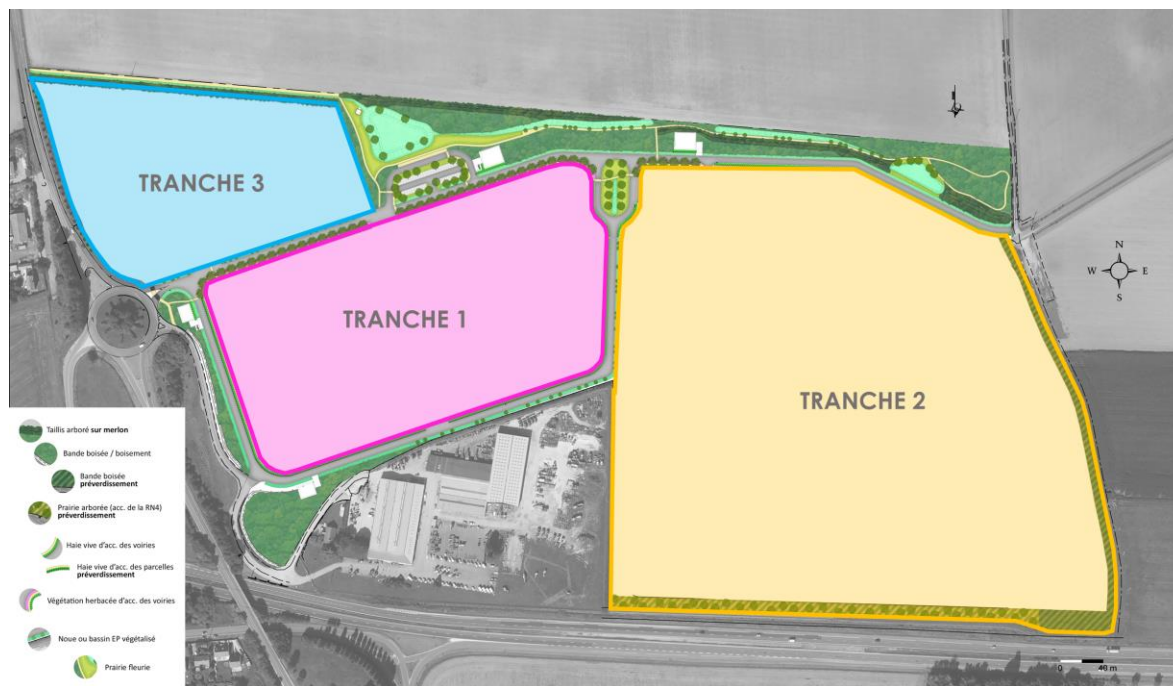 TRANCHE 3
TRANCHE 1
TRANCHE 2
N
W E
S
Taillis arboré sur merlon
Bande boisée / boisement
Bande boisée
préverdissement
Prairie arborée (acc. de la RN4)
préverdissement
Haie vive d'acc. des voiries
Haie vive d'acc. des parcelles
préverdissement
Végétation herbacée d'acc. des voiries
Noue ou bassin EP végétalisé
Prairie fleurie
0 40 m